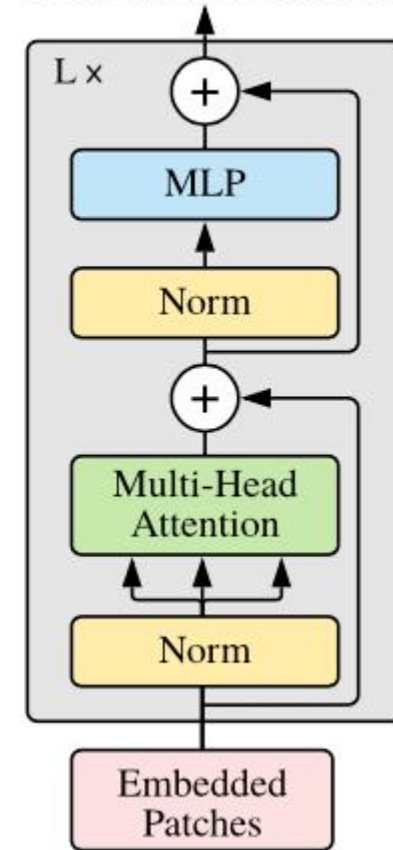 L ×
+
MLP
Norm
+
Multi-Head
Attention
Norm
Embedded
Patches